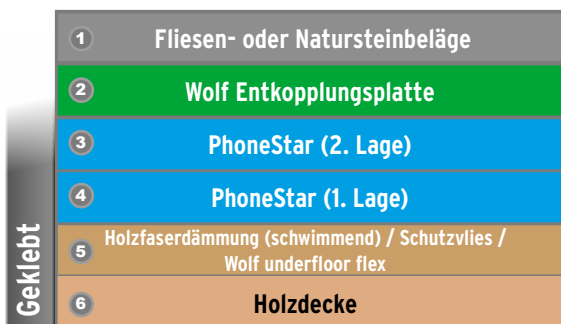 1 Fliesen- oder Natursteinbeläge
2 Wolf Entkopplungsplatte
3 PhoneStar (2. Lage)
4 PhoneStar (1. Lage)
5 Holzfaserdämmung (schwimmend) / Schutzvlies /
Wolf underfloor flex
6 Holzdecke
Geklebt